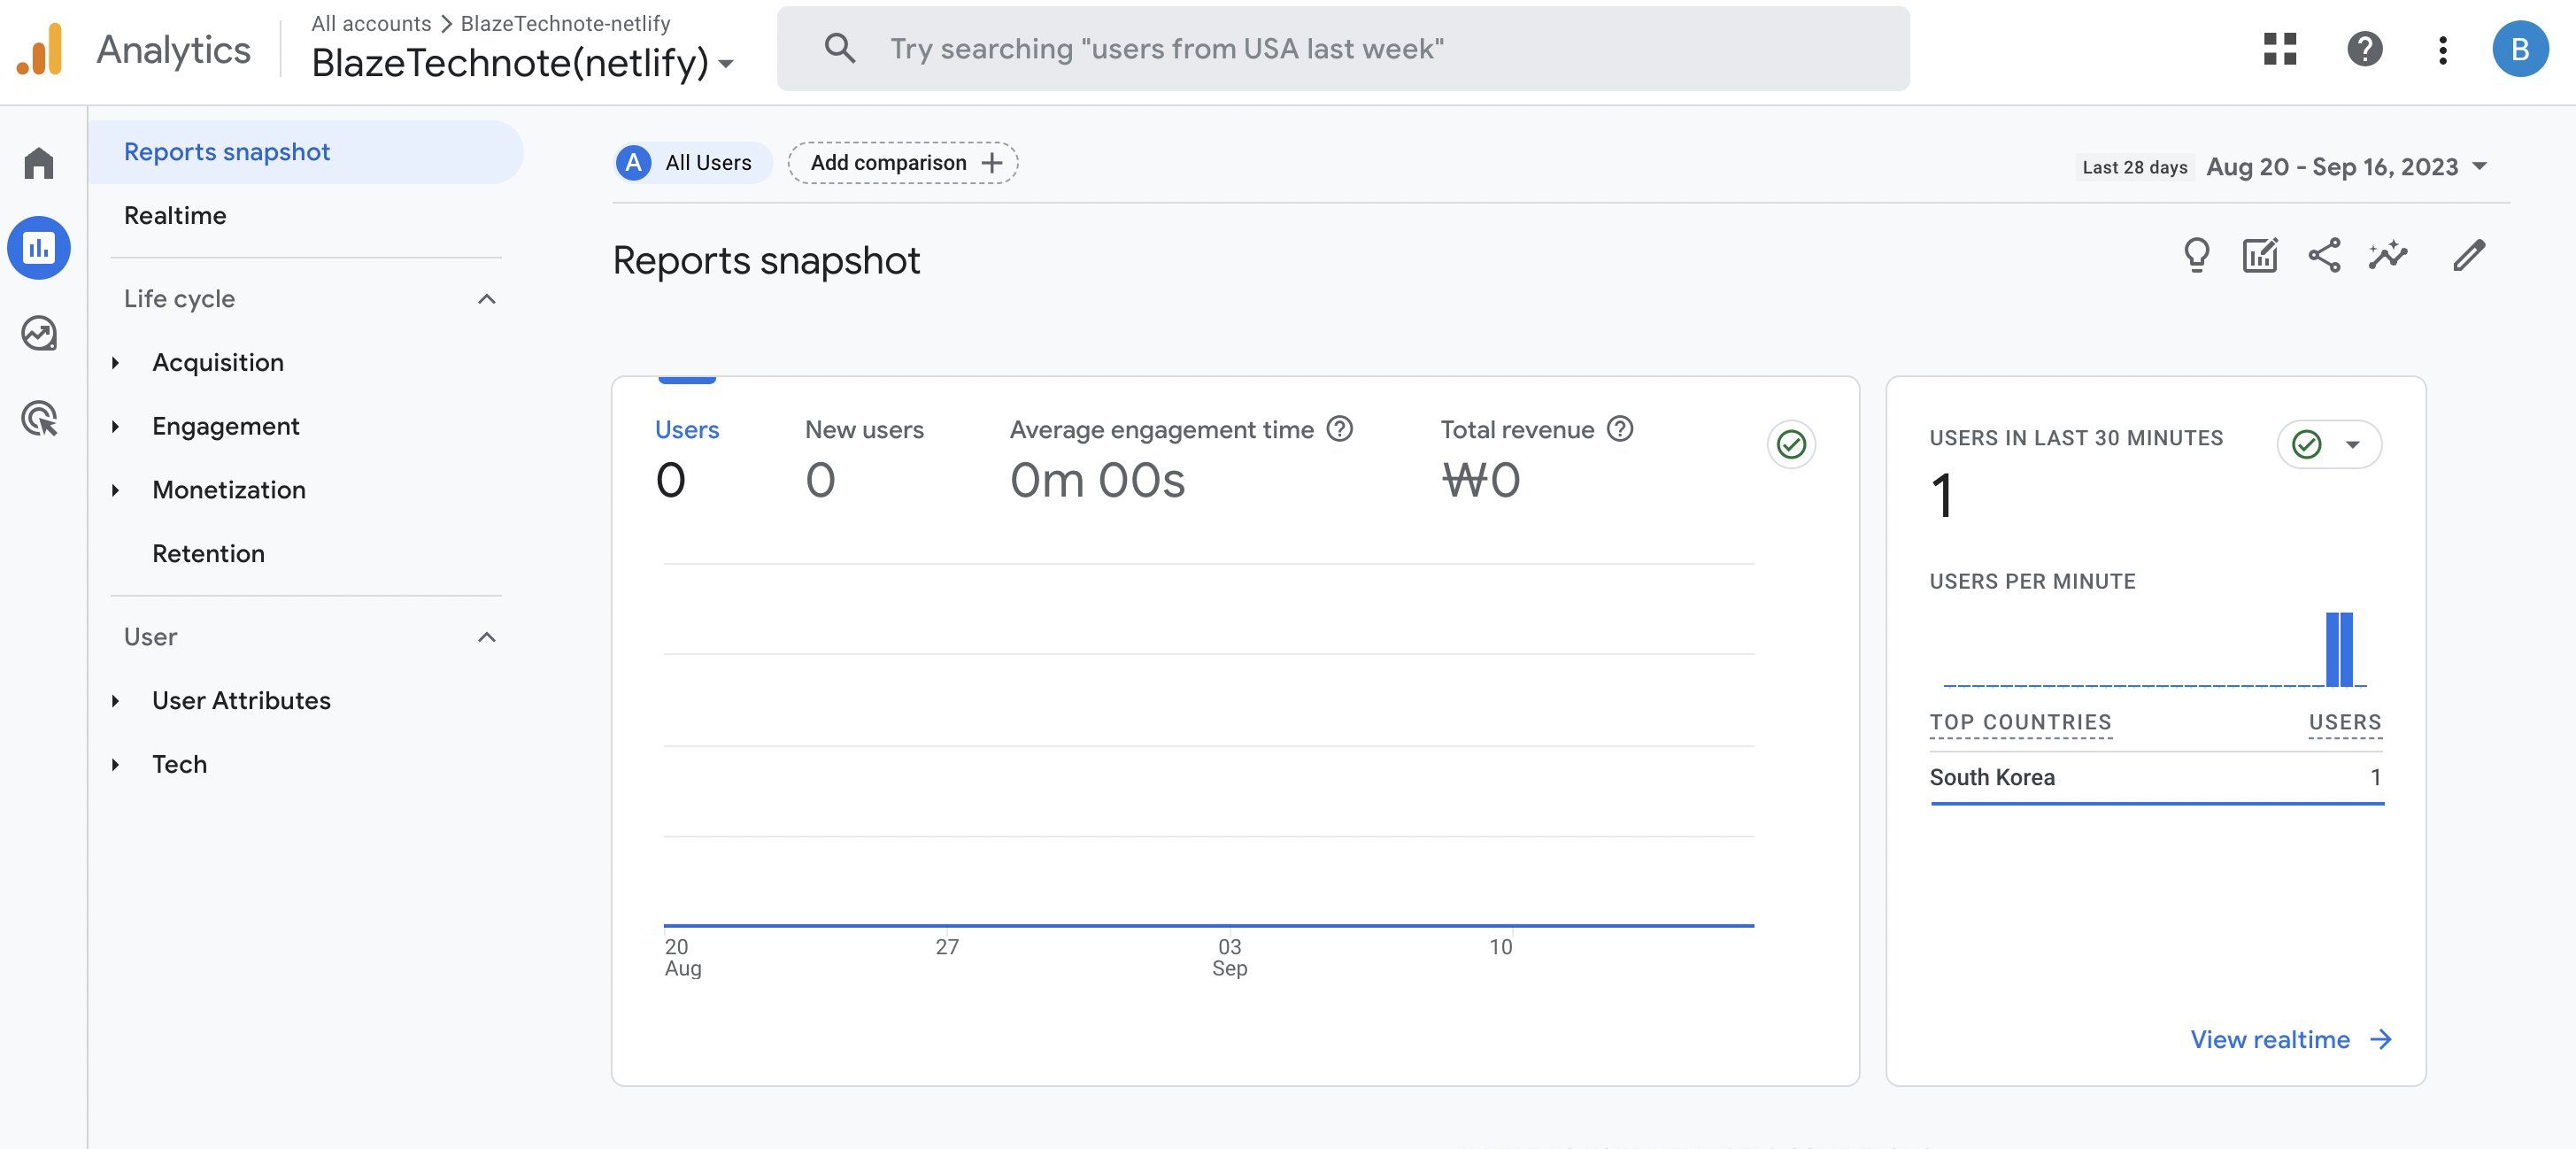 Analytics
All accounts > BlazeTechnote-netlify
BlazeTechnote(netlify)
Try searching "users from USA last week"
B
Reports snapshot
Realtime
Life cycle
Acquisition
Engagement
Monetization
Retention
User
User Attributes
Tech
A All Users
Add comparison +
Last 28 days Aug 20 - Sep 16, 2023
Reports snapshot
Users
0
New users
0
Average engagement time
0m 00s
Total revenue
₩0
20
Aug
27
03
Sep
10
USERS IN LAST 30 MINUTES
1
USERS PER MINUTE
TOP COUNTRIES USERS
South Korea 1
View realtime